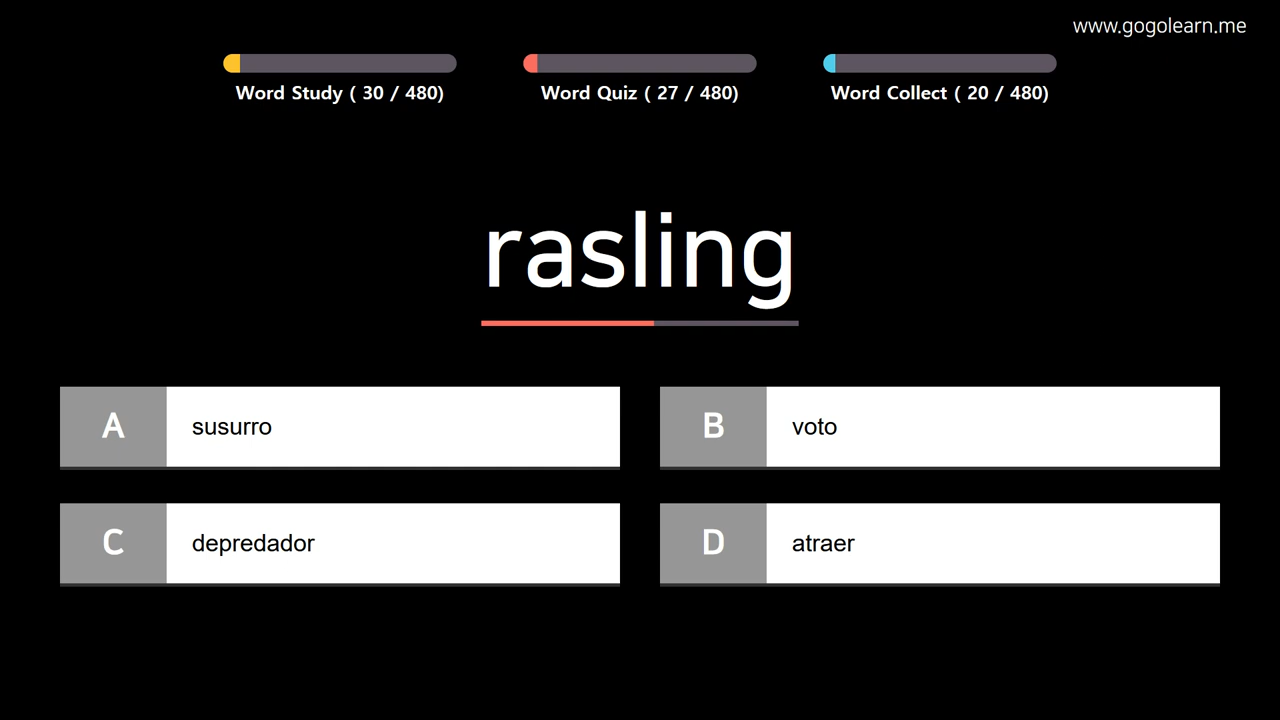 www.gogolearn.me
Word Study ( 30 / 480)
Word Quiz ( 27 / 480)
Word Collect ( 20 / 480)
rasling
A susurro
B voto
C depredador
D atraer